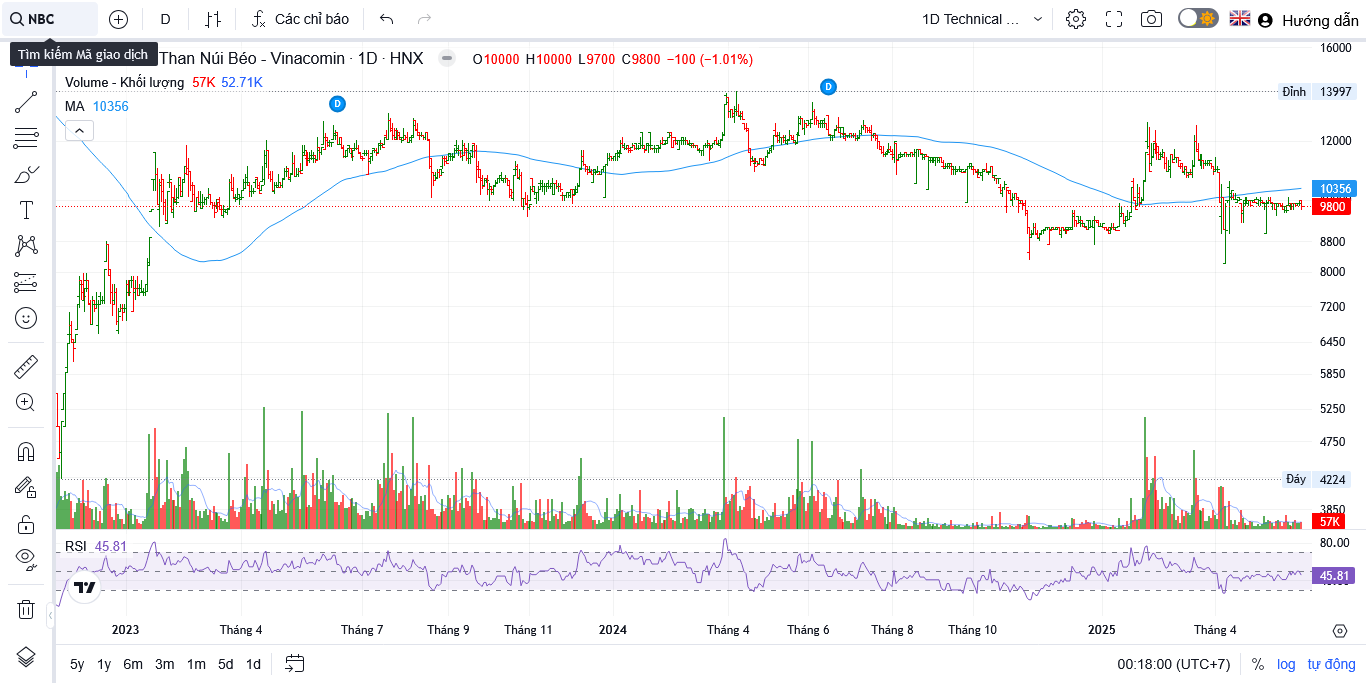 NBC D Các chỉ báo 1D Technical ... Hướng dẫn
Tìm kiếm Mã giao dịch
Than Núi Béo - Vinacomin · 1D · HNX O10000 H10000 L9700 C9800 −100 (−1.01%)
Volume - Khối lượng 57K 52.71K
MA 10356
D
D
16000
Đỉnh 13997
12000
10356
9800
8800
8000
7200
6450
5850
5250
4750
Đáy 4224
3850
57K
RSI 45.81
80.00
45.81
2023 Tháng 4 Tháng 7 Tháng 9 Tháng 11 2024 Tháng 4 Tháng 6 Tháng 8 Tháng 10 2025 Tháng 4
5y 1y 6m 3m 1m 5d 1d 00:18:00 (UTC+7) % log tự động